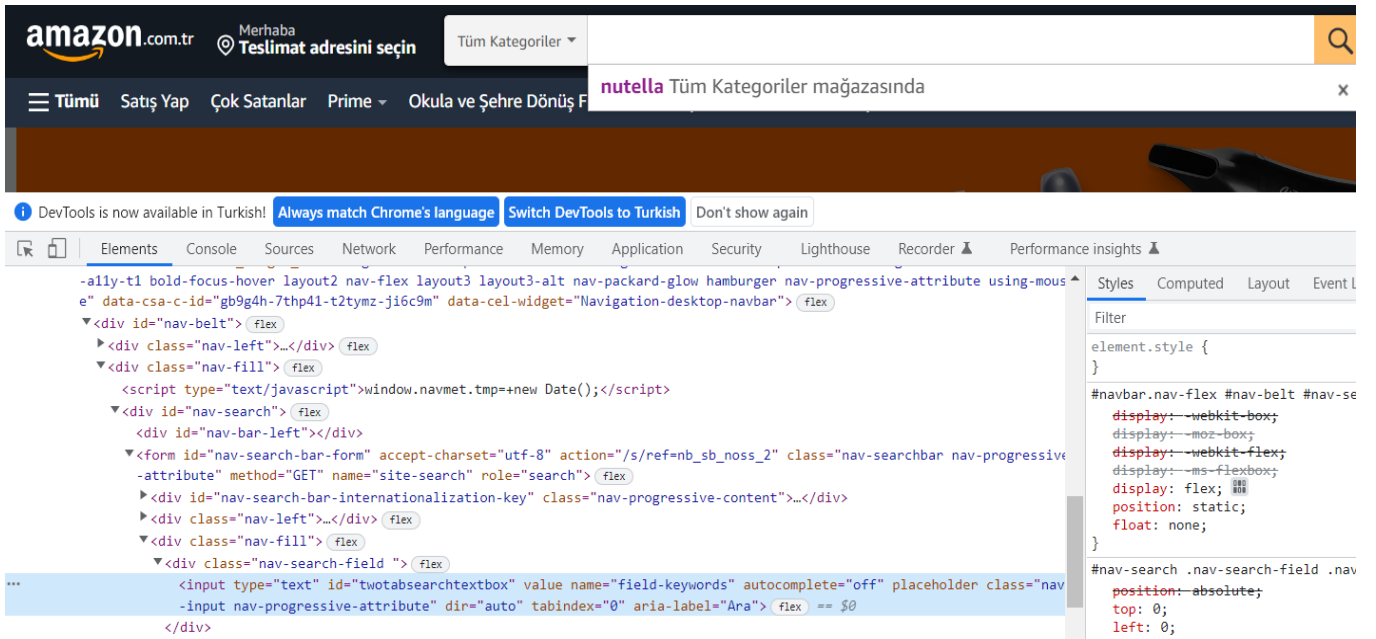 amazon.com.tr
Merhaba
Teslimat adresini seçin
Tüm Kategoriler
nutella Tüm Kategoriler mağazasında
x
Tümü Satış Yap Çok Satanlar Prime Okula ve Şehre Dönüş F
DevTools is now available in Turkish! Always match Chrome's language Switch DevTools to Turkish Don't show again
Elements Console Sources Network Performance Memory Application Security Lighthouse Recorder Performance insights
-a11y-t1 bold-focus-hover layout2 nav-flex layout3 layout3-alt nav-packard-glow hamburger nav-progressive-attribute using-mous
e" data-csa-c-id="gb9g4h-7thp41-t2tymz-ji6c9m" data-cel-widget="Navigation-desktop-navbar"> flex
<div id="nav-belt"> flex
<div class="nav-left">…</div> flex
<div class="nav-fill"> flex
<script type="text/javascript">window.navmet.tmp=+new Date();</script>
<div id="nav-search"> flex
<div id="nav-bar-left"></div>
<form id="nav-search-bar-form" accept-charset="utf-8" action="/s/ref=nb_sb_noss_2" class="nav-searchbar nav-progressive
-attribute" method="GET" name="site-search" role="search"> flex
<div id="nav-search-bar-internationalization-key" class="nav-progressive-content">…</div>
<div class="nav-left">…</div> flex
<div class="nav-fill"> flex
<div class="nav-search-field "> flex
<input type="text" id="twotabsearchtextbox" value name="field-keywords" autocomplete="off" placeholder class="nav
-input nav-progressive-attribute" dir="auto" tabindex="0" aria-label="Ara"> flex == $0
</div>
Styles Computed Layout Event L
Filter
element.style {
}
#navbar.nav-flex #nav-belt #nav-se
display: -webkit-box;
display: -moz-box;
display: -webkit-flex;
display: -ms-flexbox;
display: flex;
position: static;
float: none;
}
#nav-search .nav-search-field .nav
position: absolute;
top: 0;
left: 0;